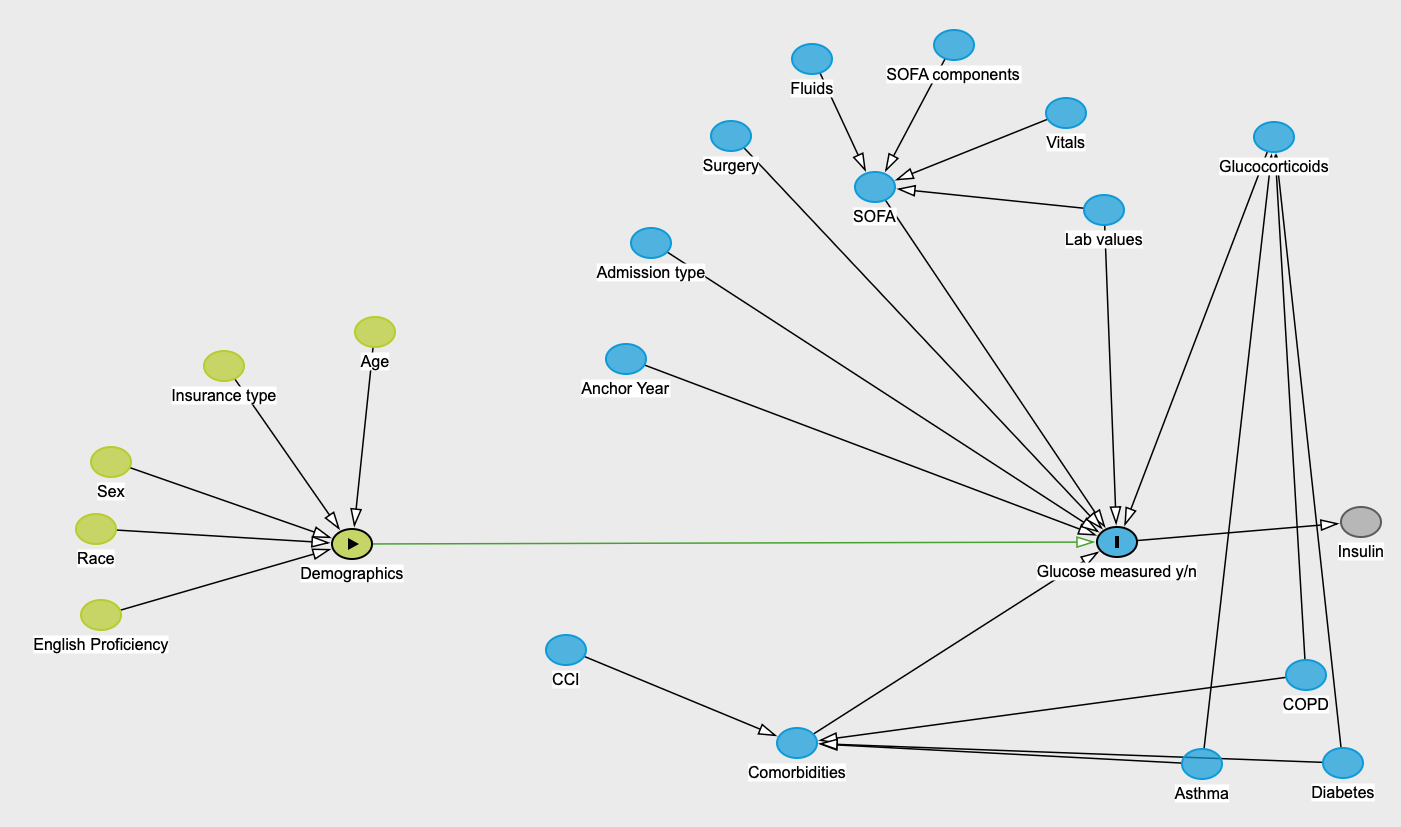 SOFA components
Fluids
Vitals
Surgery
Glucocorticoids
SOFA
Lab values
Admission type
Age
Anchor Year
Insurance type
Sex
Race
Demographics
Glucose measured y/n
Insulin
English Proficiency
CCI
COPD
Comorbidities
Asthma
Diabetes